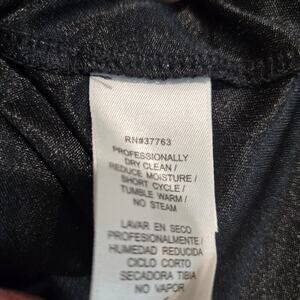 RN#37763
PROFESSIONALLY
DRY CLEAN /
REDUCE MOISTURE /
SHORT CYCLE /
TUMBLE WARM /
NO STEAM
LAVAR EN SECO
PROFESIONALMENTE /
HUMEDAD REDUCIDA
CICLO CORTO
SECADORA TIBIA
NO VAPOR